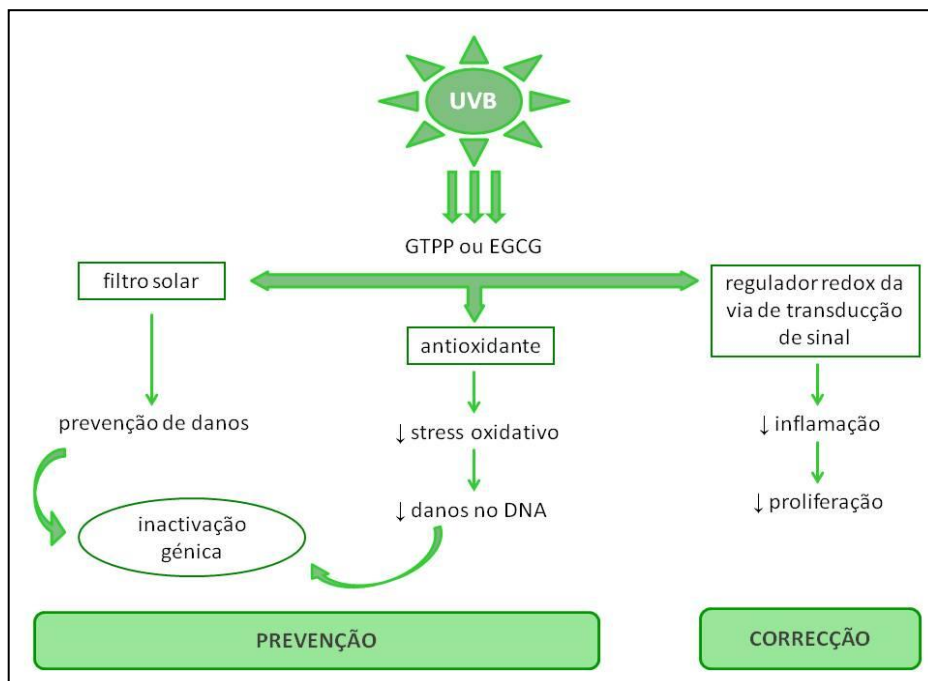 UVB
GTPP ou EGCG
filtro solar
antioxidante
regulador redox da
via de transducção
de sinal
prevenção de danos
↓ stress oxidativo
↓ inflamação
↓ danos no DNA
↓ proliferação
inactivação
génica
PREVENÇÃO
CORRECÇÃO